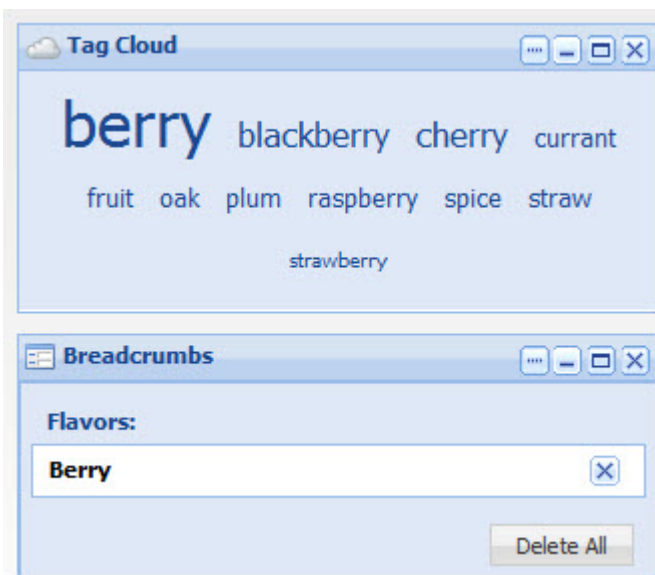 Tag Cloud
berry blackberry cherry currant
fruit oak plum raspberry spice straw
strawberry
Breadcrumbs
Flavors:
Berry
Delete All